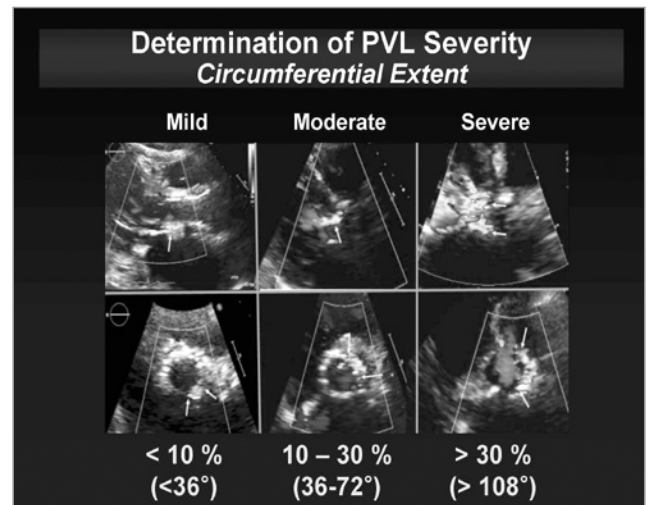 Determination of PVL Severity
Circumferential Extent
Mild Moderate Severe
< 10 % 10 – 30 % > 30 %
(<36°) (36-72°) (> 108°)